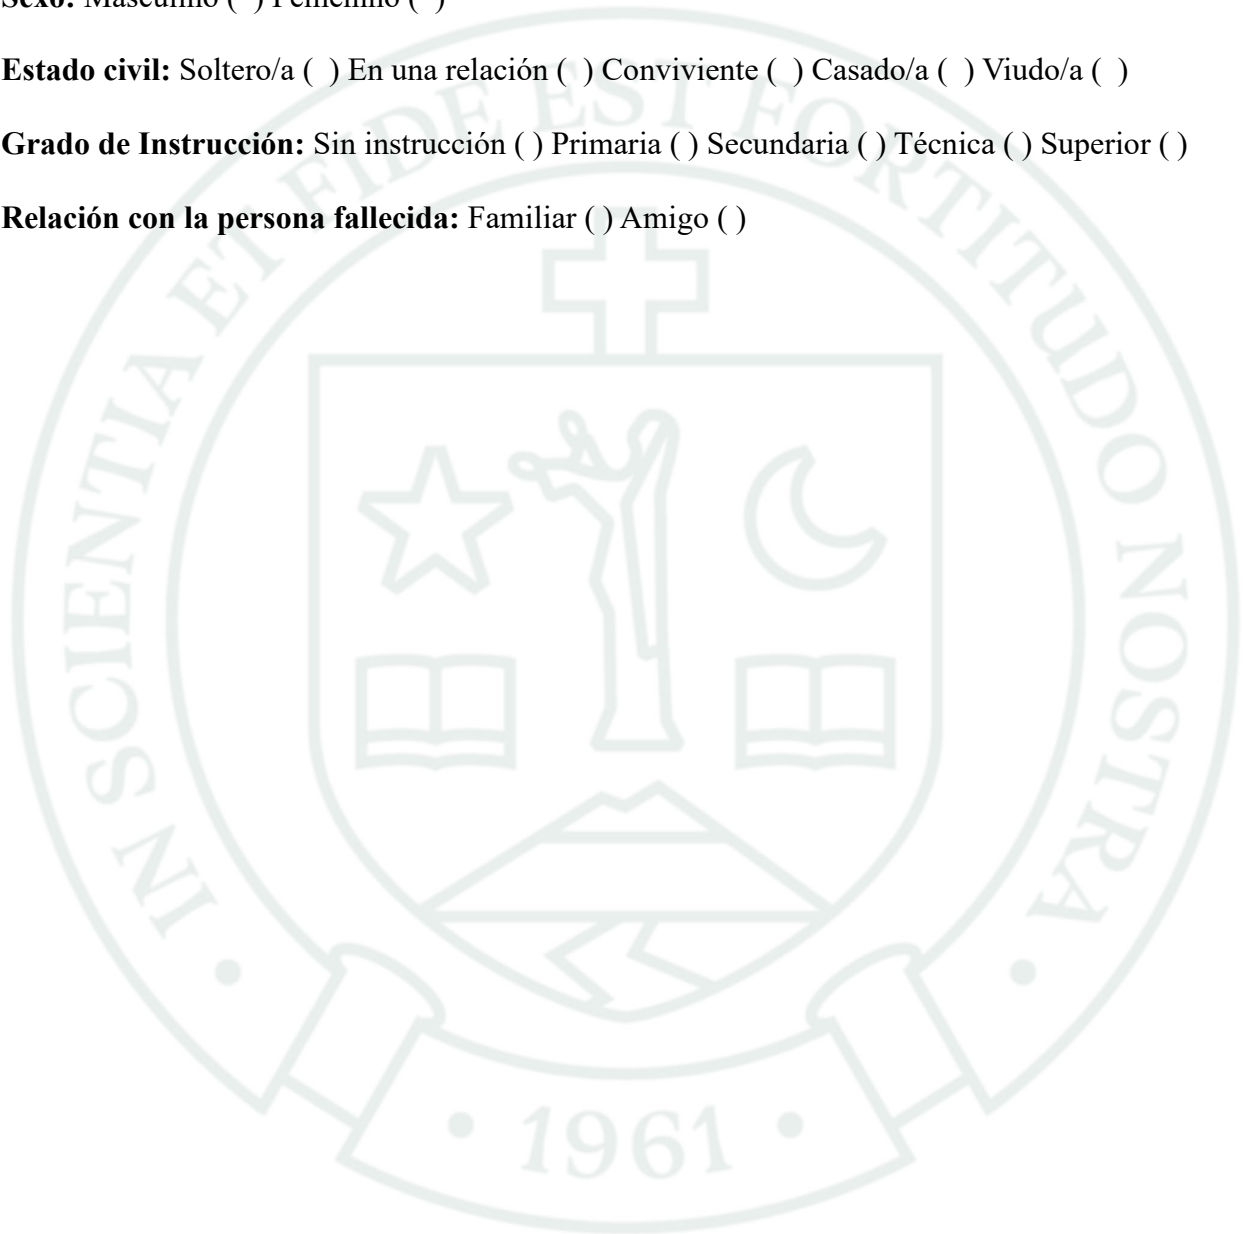 Sexo: Masculino ( ) Femenino ( )
Estado civil: Soltero/a ( ) En una relación ( ) Conviviente ( ) Casado/a ( ) Viudo/a ( )
Grado de Instrucción: Sin instrucción ( ) Primaria ( ) Secundaria ( ) Técnica ( ) Superior ( )
Relación con la persona fallecida: Familiar ( ) Amigo ( )
IN SCIENTIA ET FIDE EST FORTITUDO NOSTRA
• 1961 •